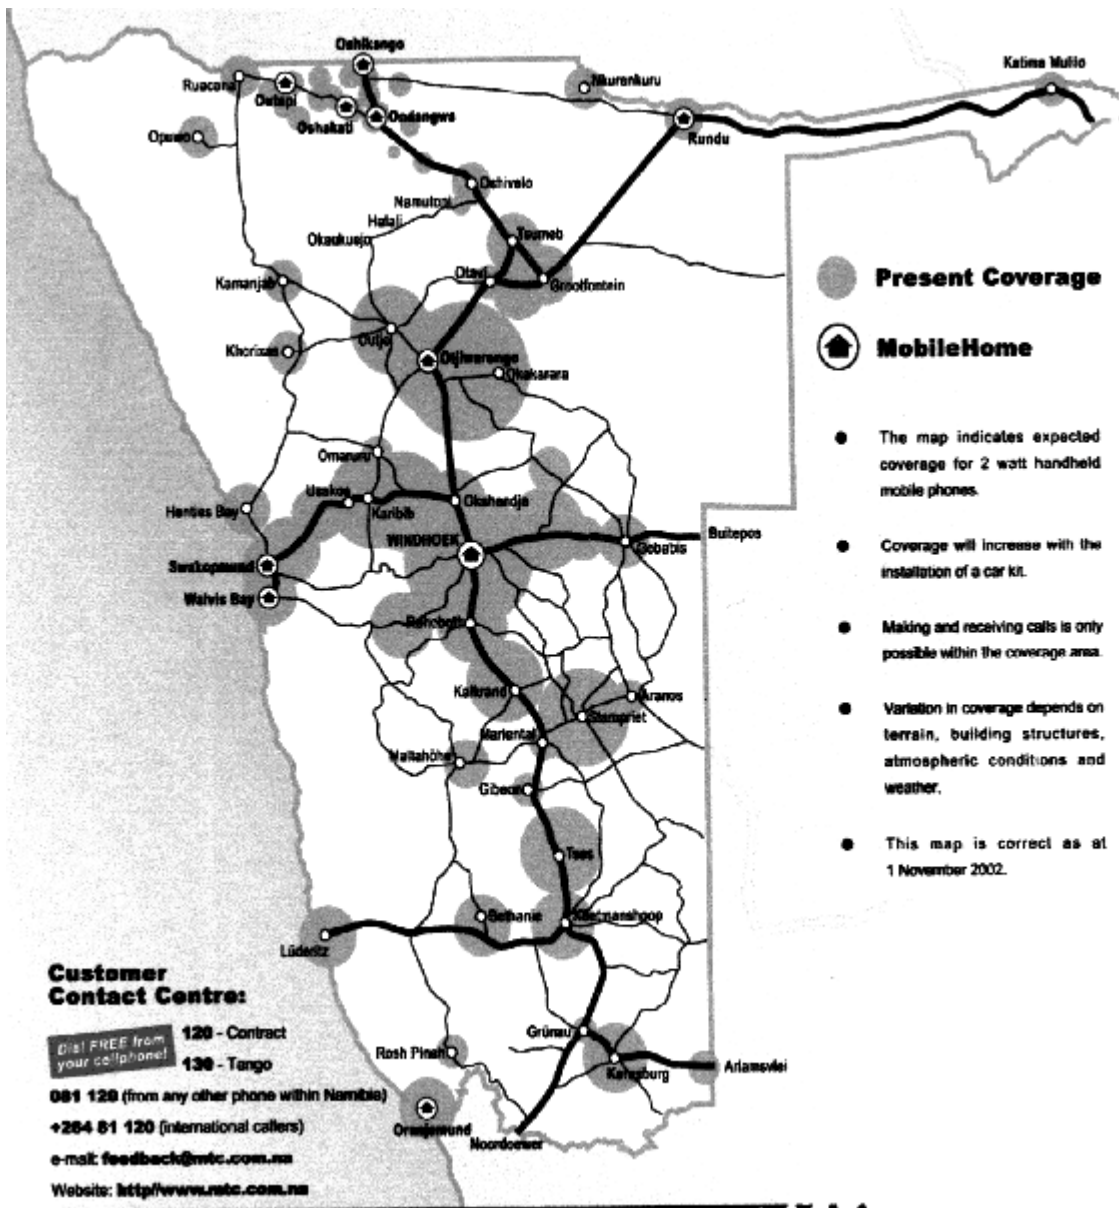 Oshikango
Katima Mulilo
Ruacana
Outapi
Nkurenkuru
Oshakati
Ondangwa
Opuwo
Rundu
Oshivelo
Namutoni
Halali
Okaukuejo
Tsumeb
Otavi
Grootfontein
Kamanjab
Outjo
Khorixas
Otjiwarongo
Okakarara
Omaruru
Usakos
Karibib
Okahandja
Henties Bay
WINDHOEK
Gobabis
Buitepos
Swakopmund
Walvis Bay
Rehoboth
Kalkrand
Aranos
Stampriet
Mariental
Maltahöhe
Gibeon
Tses
Bethanie
Keetmanshoop
Lüderitz
Grünau
Rosh Pinah
Karasburg
Ariamsvlei
Oranjemund
Noordoewer
Present Coverage
MobileHome
● The map indicates expected
coverage for 2 watt handheld
mobile phones.
● Coverage will increase with the
installation of a car kit.
● Making and receiving calls is only
possible within the coverage area.
● Variation in coverage depends on
terrain, building structures,
atmospheric conditions and
weather.
● This map is correct as at
1 November 2002.
Customer
Contact Centre:
Dial FREE from
your cellphone!
120 - Contract
130 - Tango
081 120 (from any other phone within Namibia)
+264 81 120 (international callers)
e-mail: feedback@mtc.com.na
Website: http//www.mtc.com.na